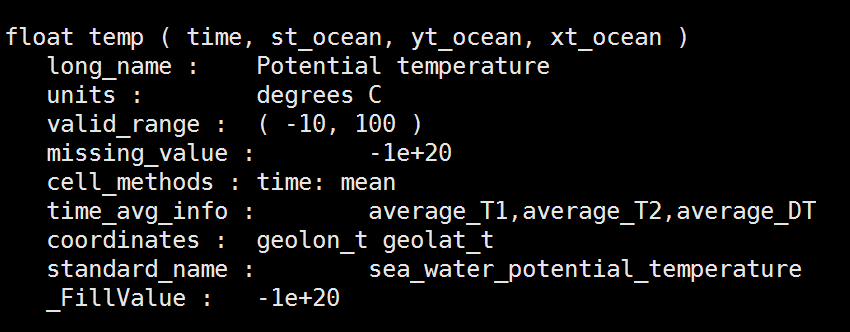 float temp ( time, st_ocean, yt_ocean, xt_ocean )
long_name : Potential temperature
units : degrees C
valid_range : ( -10, 100 )
missing_value : -1e+20
cell_methods : time: mean
time_avg_info : average_T1,average_T2,average_DT
coordinates : geolon_t geolat_t
standard_name : sea_water_potential_temperature
_FillValue : -1e+20